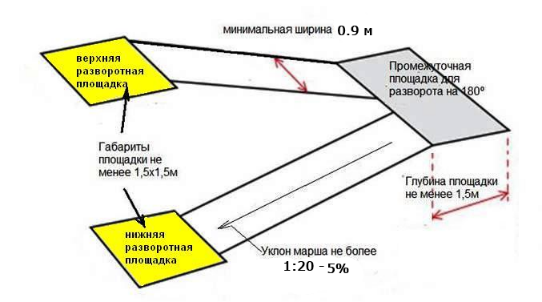 минимальная ширина 0.9 м
верхняя
разворотная
площадка
Промежуточная
площадка для
разворота на 180º
Габариты
площадки не
менее 1,5х1,5м
Глубина площадки
не менее 1,5м
нижняя
разворотная
площадка
Уклон марша не более
1:20 - 5%